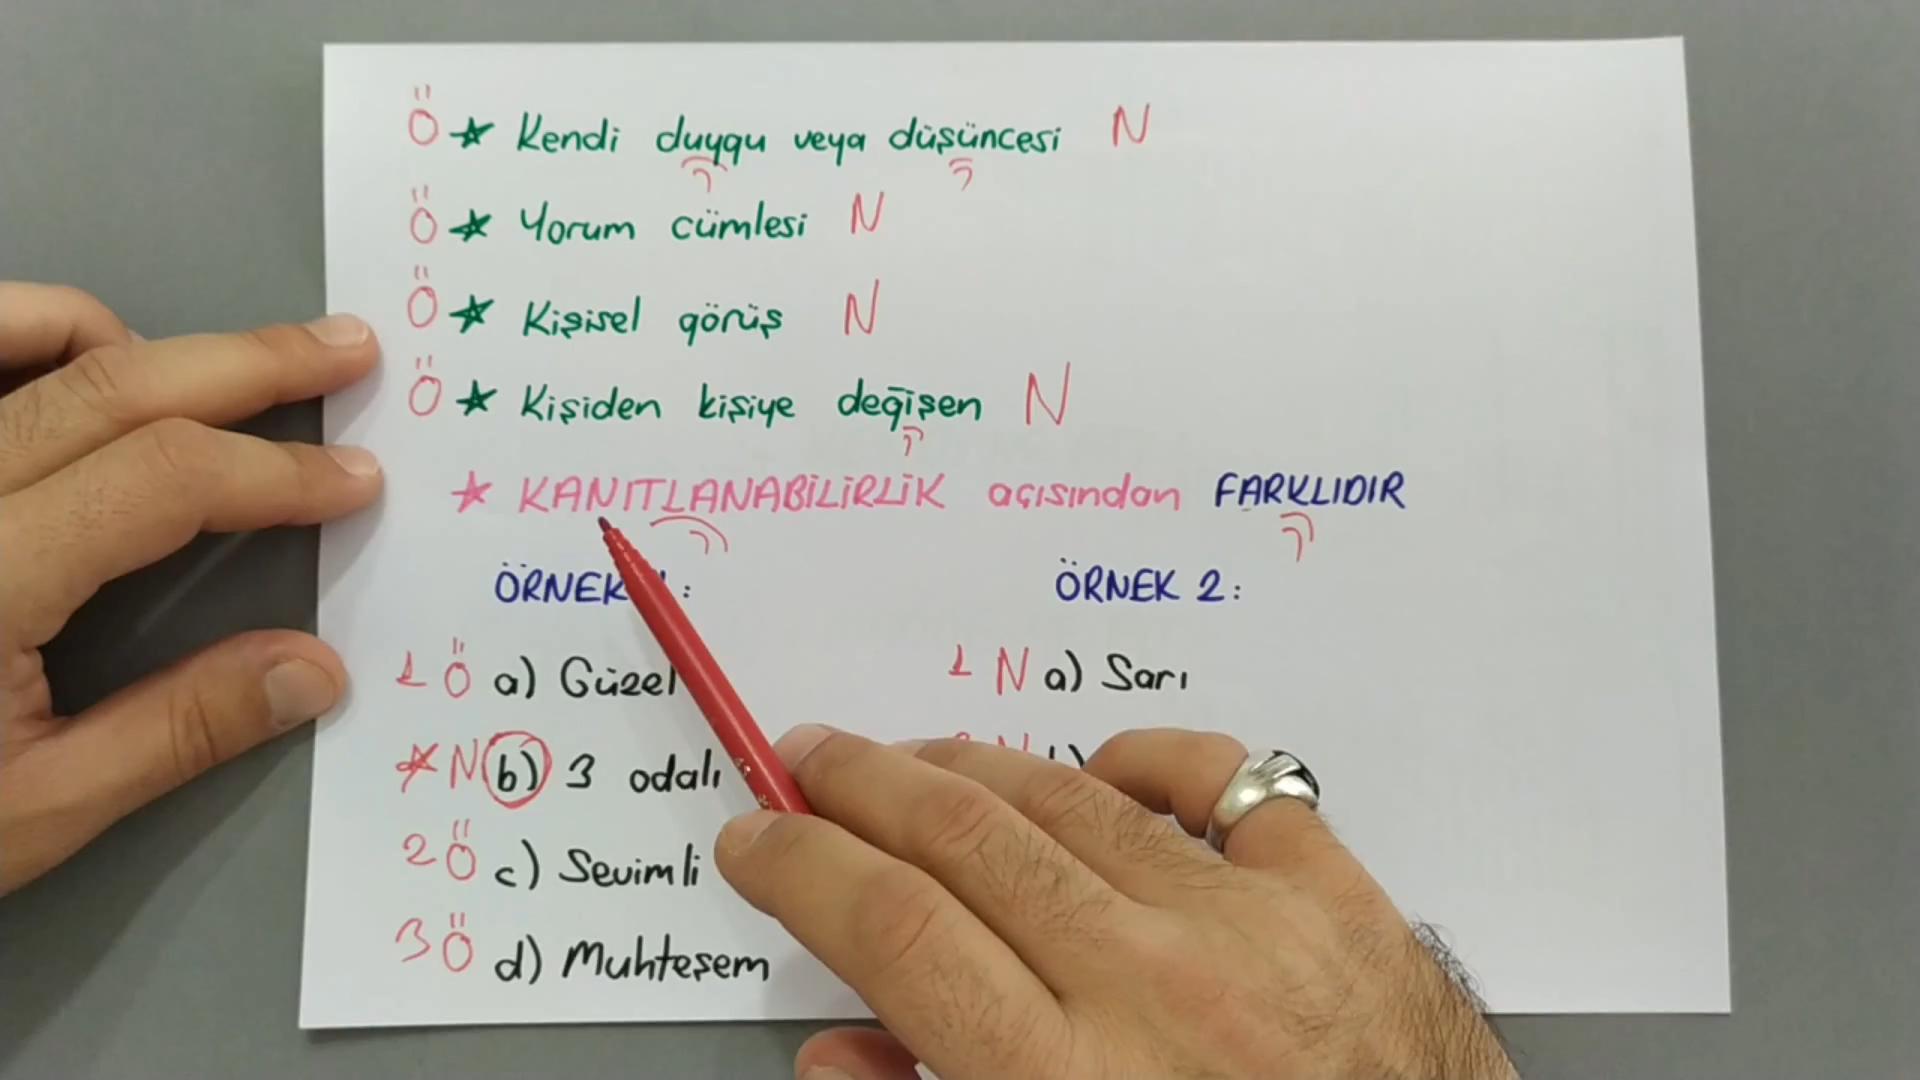 Ö ★ Kendi duygu veya düşüncesi N
Ö ★ Yorum cümlesi N
Ö ★ Kişisel görüş N
Ö ★ Kişiden kişiye değişen N
★ KANITLANABİLİRLİK açısından FARKLIDIR
ÖRNEK :
1 Ö a) Güzel
★ N b) 3 odalı
2 Ö c) Sevimli
3 Ö d) Muhteşem
ÖRNEK 2:
1 N a) Sarı